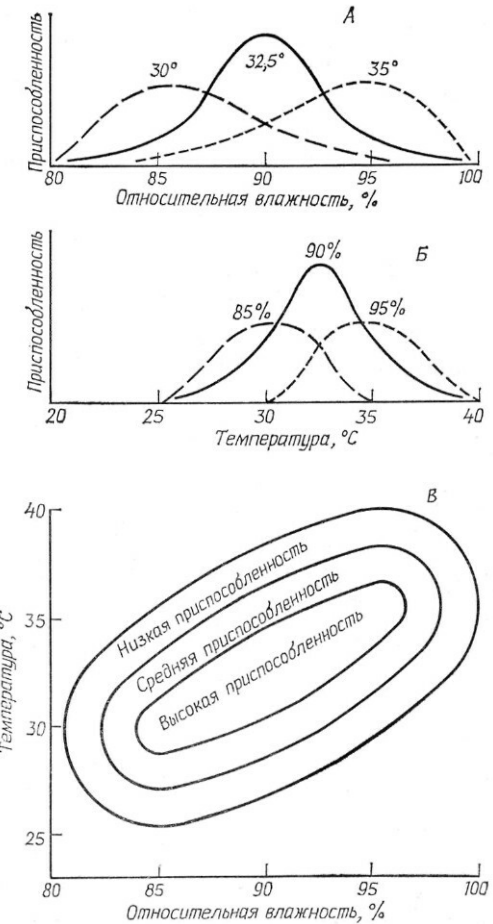 А
Приспособленность
30°
32,5°
35°
80 85 90 95 100
Относительная влажность, %
Б
Приспособленность
90%
85%
95%
20 25 30 35 40
Температура, °С
В
Температура, °С
40
35
30
25
Низкая приспособленность
Средняя приспособленность
Высокая приспособленность
80 85 90 95 100
Относительная влажность, %